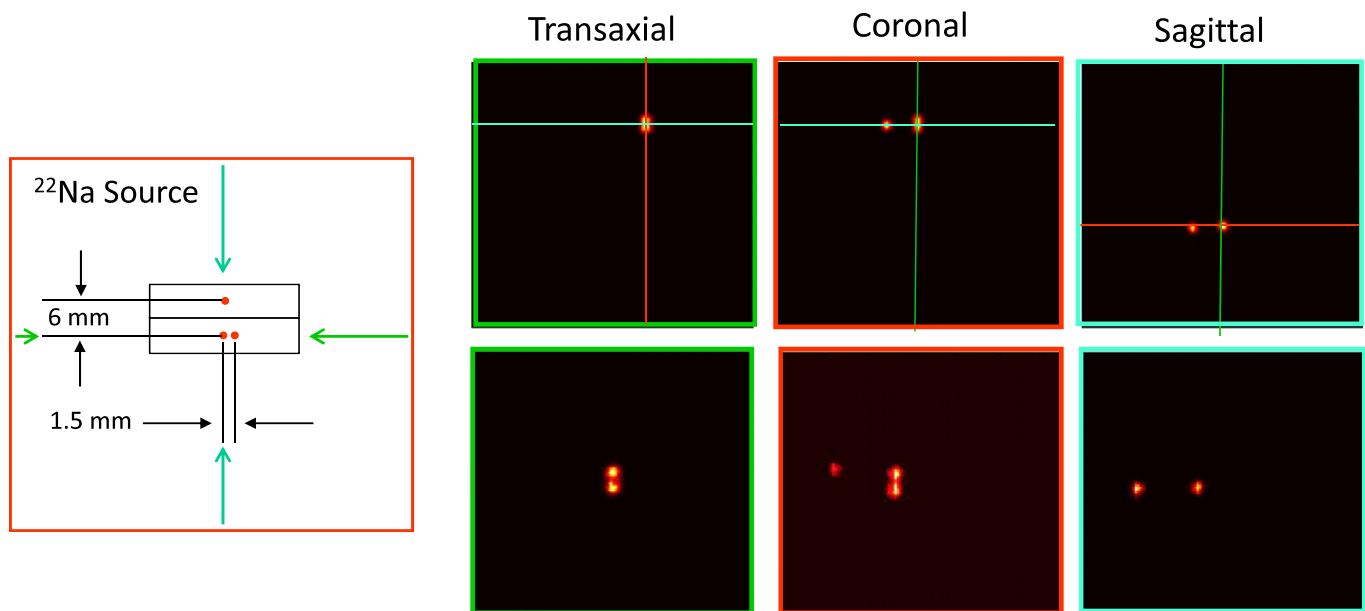 Transaxial
Coronal
Sagittal
²²Na Source
6 mm
1.5 mm